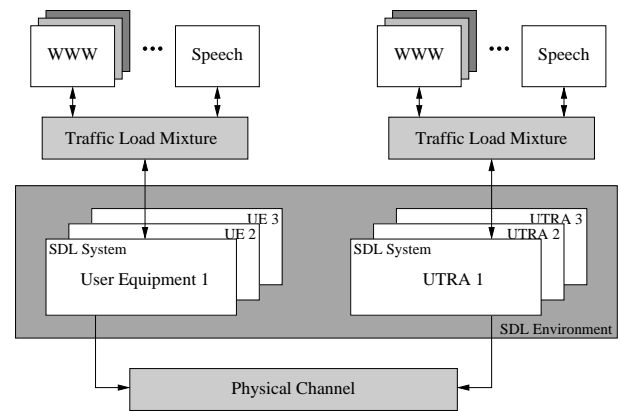 WWW
Speech
WWW
Speech
Traffic Load Mixture
Traffic Load Mixture
UE 3
UE 2
SDL System
User Equipment 1
UTRA 3
UTRA 2
SDL System
UTRA 1
SDL Environment
Physical Channel